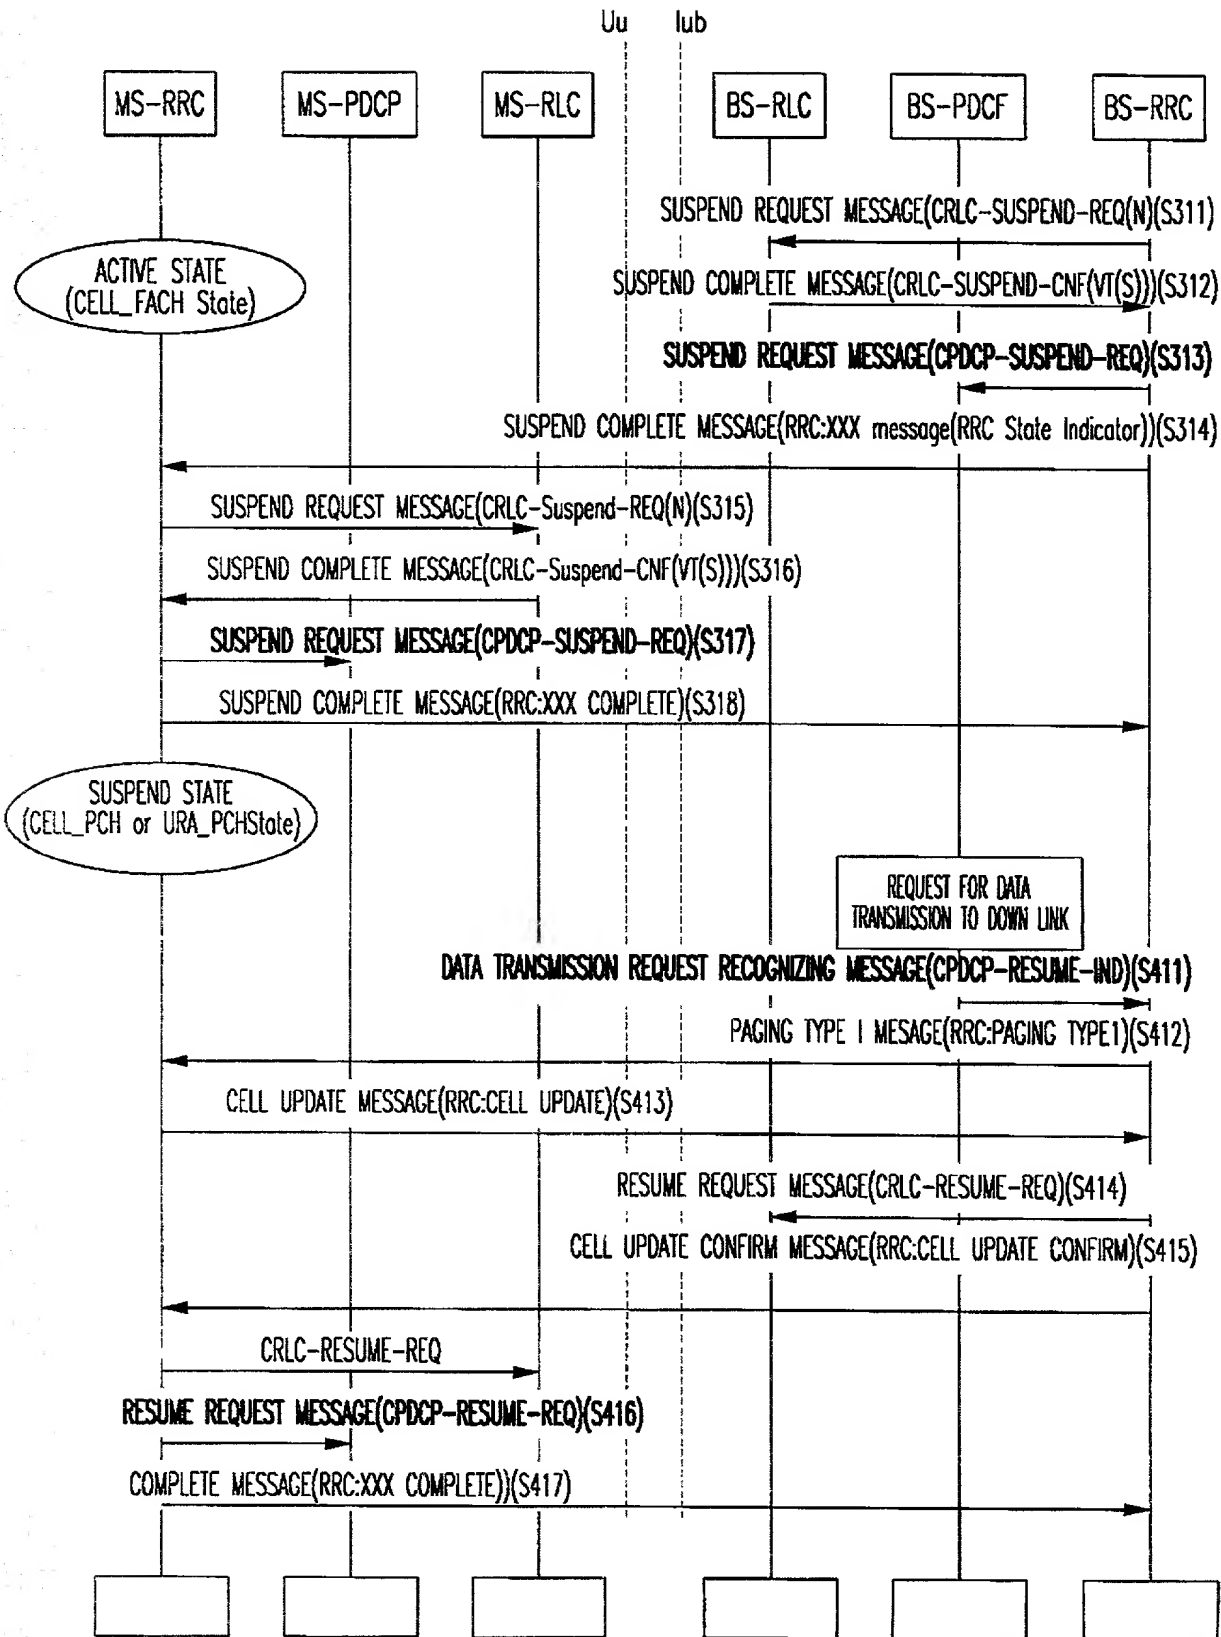 Uu Iub
MS-RRC MS-PDCP MS-RLC BS-RLC BS-PDCF BS-RRC
SUSPEND REQUEST MESSAGE(CRLC-SUSPEND-REQ(N)(S311)
ACTIVE STATE
(CELL_FACH State)
SUSPEND COMPLETE MESSAGE(CRLC-SUSPEND-CNF(VT(S)))(S312)
SUSPEND REQUEST MESSAGE(CPDCP-SUSPEND-REQ)(S313)
SUSPEND COMPLETE MESSAGE(RRC:XXX message(RRC State Indicator))(S314)
SUSPEND REQUEST MESSAGE(CRLC-Suspend-REQ(N)(S315)
SUSPEND COMPLETE MESSAGE(CRLC-Suspend-CNF(VT(S)))(S316)
SUSPEND REQUEST MESSAGE(CPDCP-SUSPEND-REQ)(S317)
SUSPEND COMPLETE MESSAGE(RRC:XXX COMPLETE)(S318)
SUSPEND STATE
(CELL_PCH or URA_PCHState)
REQUEST FOR DATA
TRANSMISSION TO DOWN LINK
DATA TRANSMISSION REQUEST RECOGNIZING MESSAGE(CPDCP-RESUME-IND)(S411)
PAGING TYPE I MESAGE(RRC:PAGING TYPE1)(S412)
CELL UPDATE MESSAGE(RRC:CELL UPDATE)(S413)
RESUME REQUEST MESSAGE(CRLC-RESUME-REQ)(S414)
CELL UPDATE CONFIRM MESSAGE(RRC:CELL UPDATE CONFIRM)(S415)
CRLC-RESUME-REQ
RESUME REQUEST MESSAGE(CPDCP-RESUME-REQ)(S416)
COMPLETE MESSAGE(RRC:XXX COMPLETE))(S417)